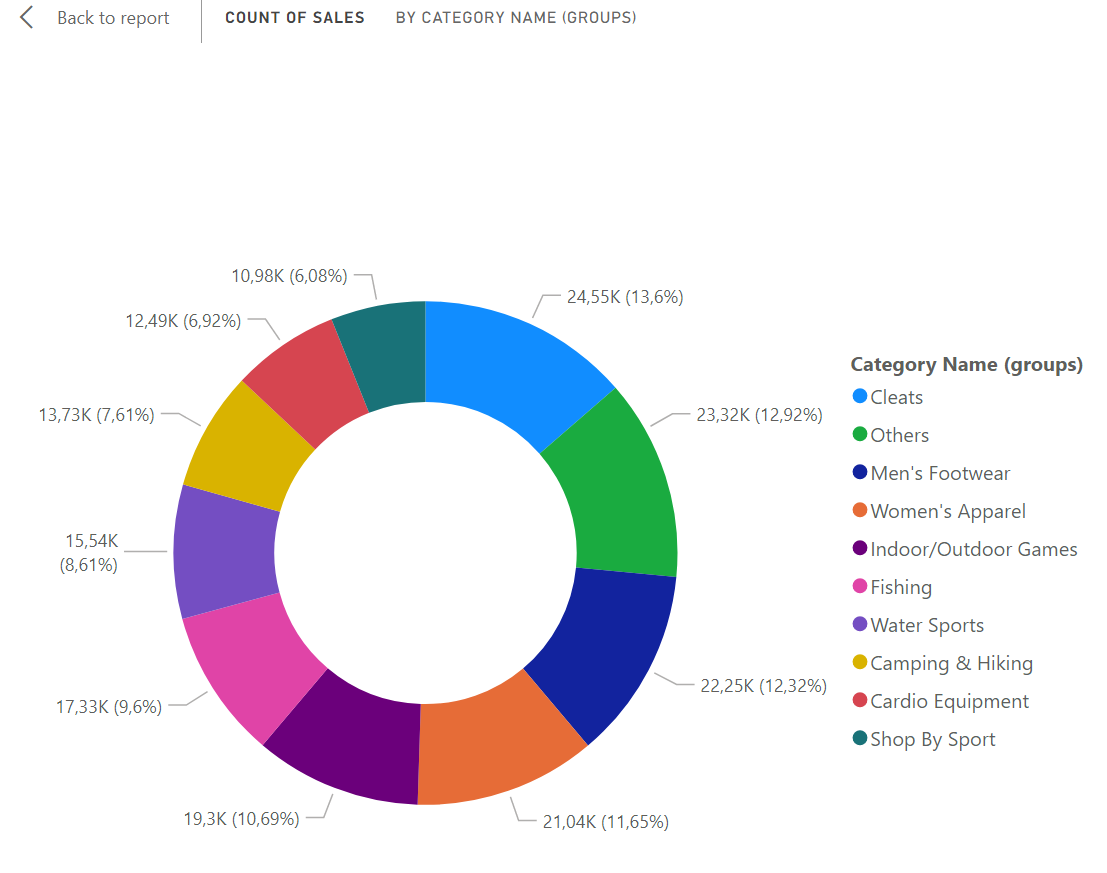 Back to report
COUNT OF SALES
BY CATEGORY NAME (GROUPS)
10,98K (6,08%)
24,55K (13,6%)
12,49K (6,92%)
13,73K (7,61%)
23,32K (12,92%)
15,54K
(8,61%)
22,25K (12,32%)
17,33K (9,6%)
19,3K (10,69%)
21,04K (11,65%)
Category Name (groups)
Cleats
Others
Men's Footwear
Women's Apparel
Indoor/Outdoor Games
Fishing
Water Sports
Camping & Hiking
Cardio Equipment
Shop By Sport